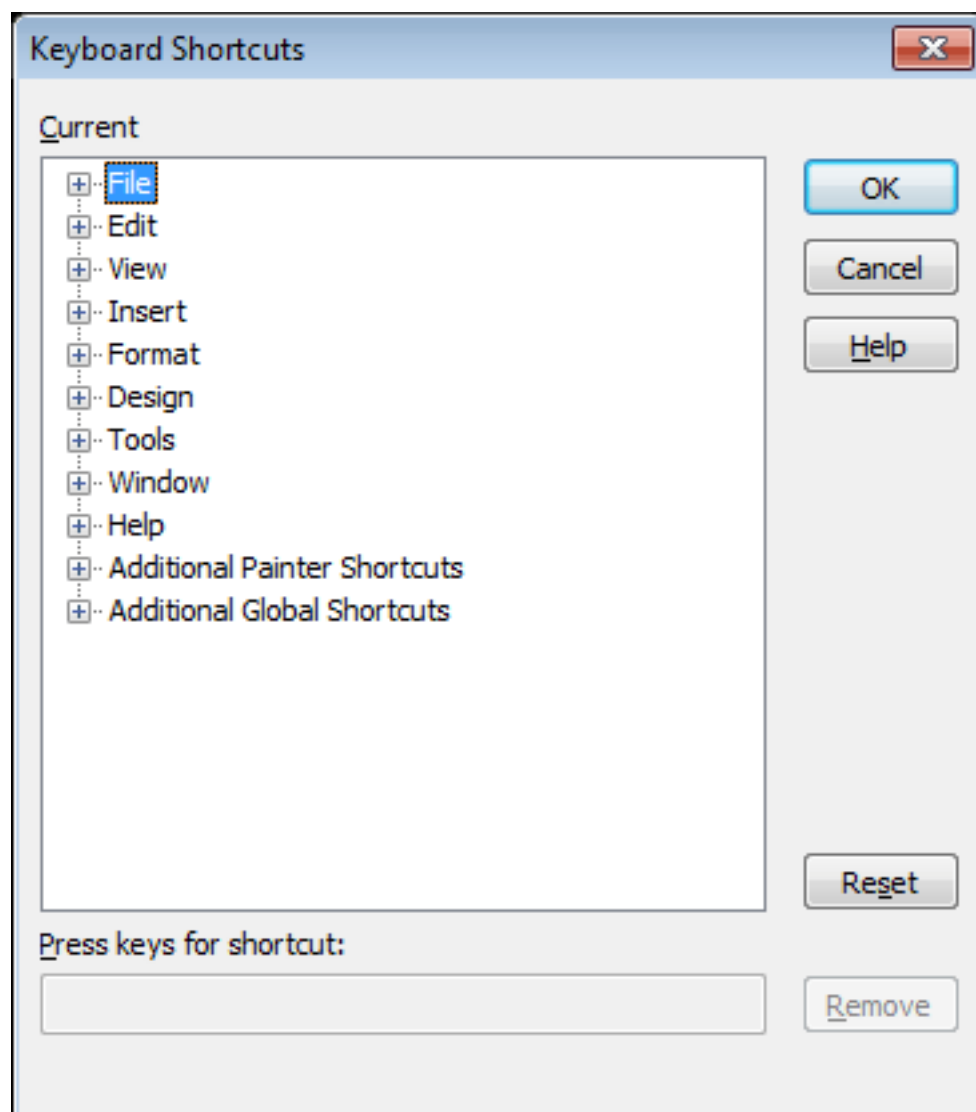 Keyboard Shortcuts
Current
File
Edit
View
Insert
Format
Design
Tools
Window
Help
Additional Painter Shortcuts
Additional Global Shortcuts
OK
Cancel
Help
Reset
Press keys for shortcut:
Remove